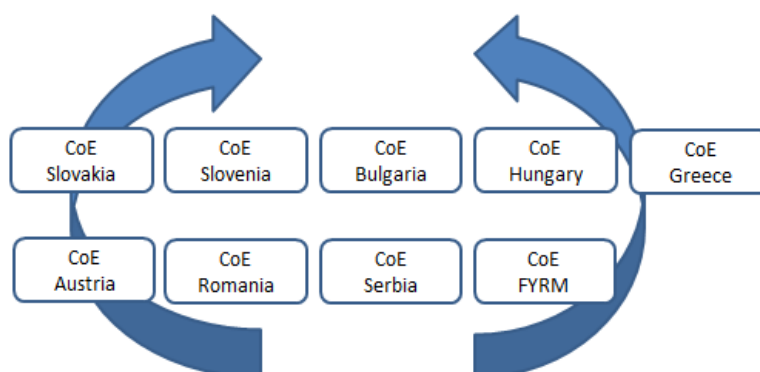 CoE
Slovakia
CoE
Slovenia
CoE
Bulgaria
CoE
Hungary
CoE
Greece
CoE
Austria
CoE
Romania
CoE
Serbia
CoE
FYRM